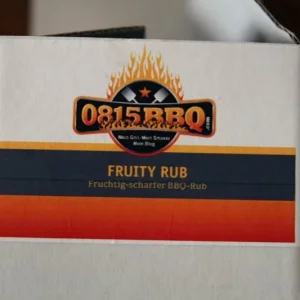 0815BBQ
.com
Mein Grill · Mein Smoker
Mein Blog
FRUITY RUB
Fruchtig-scharfer BBQ-Rub